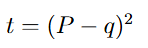 t = (P − q)²